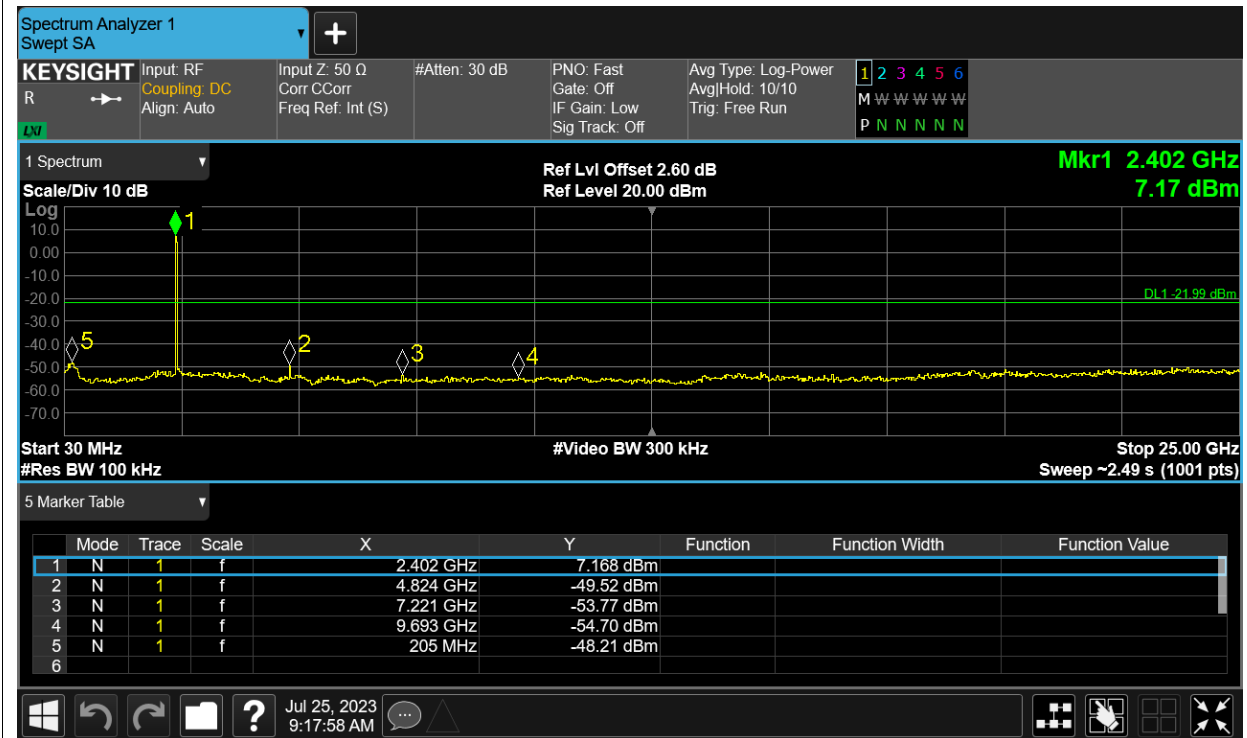 Spectrum Analyzer 1
Swept SA
+
KEYSIGHT Input: RF Input Z: 50 Ω #Atten: 30 dB PNO: Fast Avg Type: Log-Power 1 2 3 4 5 6
R Coupling: DC Corr CCorr Gate: Off Avg|Hold: 10/10 M W W W W W
Align: Auto Freq Ref: Int (S) IF Gain: Low Trig: Free Run
LXI Sig Track: Off P N N N N N
1 Spectrum Ref Lvl Offset 2.60 dB Mkr1 2.402 GHz
Scale/Div 10 dB Ref Level 20.00 dBm 7.17 dBm
Log
1
10.0
0.00
-10.0
-20.0 DL1 -21.99 dBm
-30.0
-40.0 5 2 3 4
-50.0
-60.0
-70.0
Start 30 MHz #Video BW 300 kHz Stop 25.00 GHz
#Res BW 100 kHz Sweep ~2.49 s (1001 pts)
5 Marker Table
Mode Trace Scale X Y Function Function Width Function Value
1 N 1 f 2.402 GHz 7.168 dBm
2 N 1 f 4.824 GHz -49.52 dBm
3 N 1 f 7.221 GHz -53.77 dBm
4 N 1 f 9.693 GHz -54.70 dBm
5 N 1 f 205 MHz -48.21 dBm
6
? Jul 25, 2023
9:17:58 AM